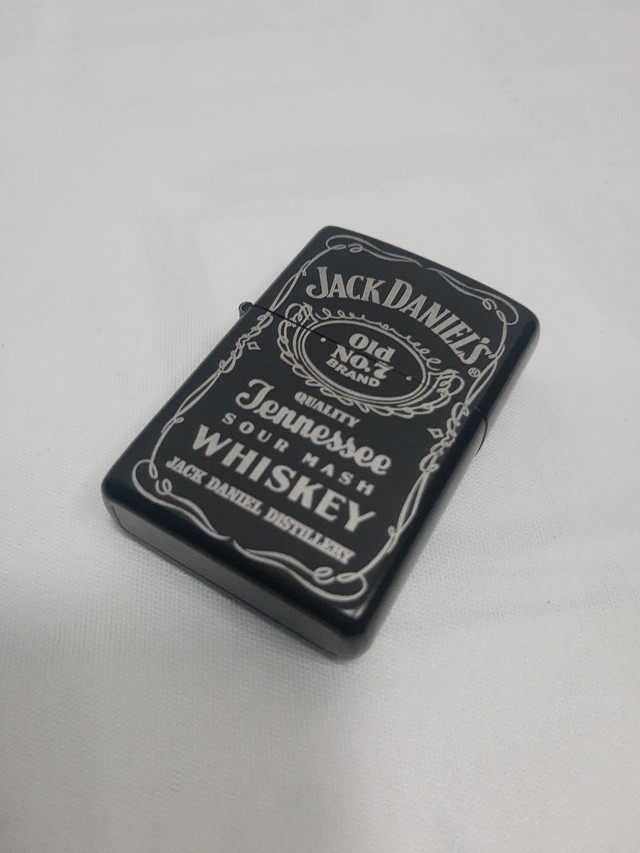 JACK DANIEL'S
®
Old
NO.7
BRAND
QUALITY
Tennessee
SOUR MASH
WHISKEY
JACK DANIEL DISTILLERY